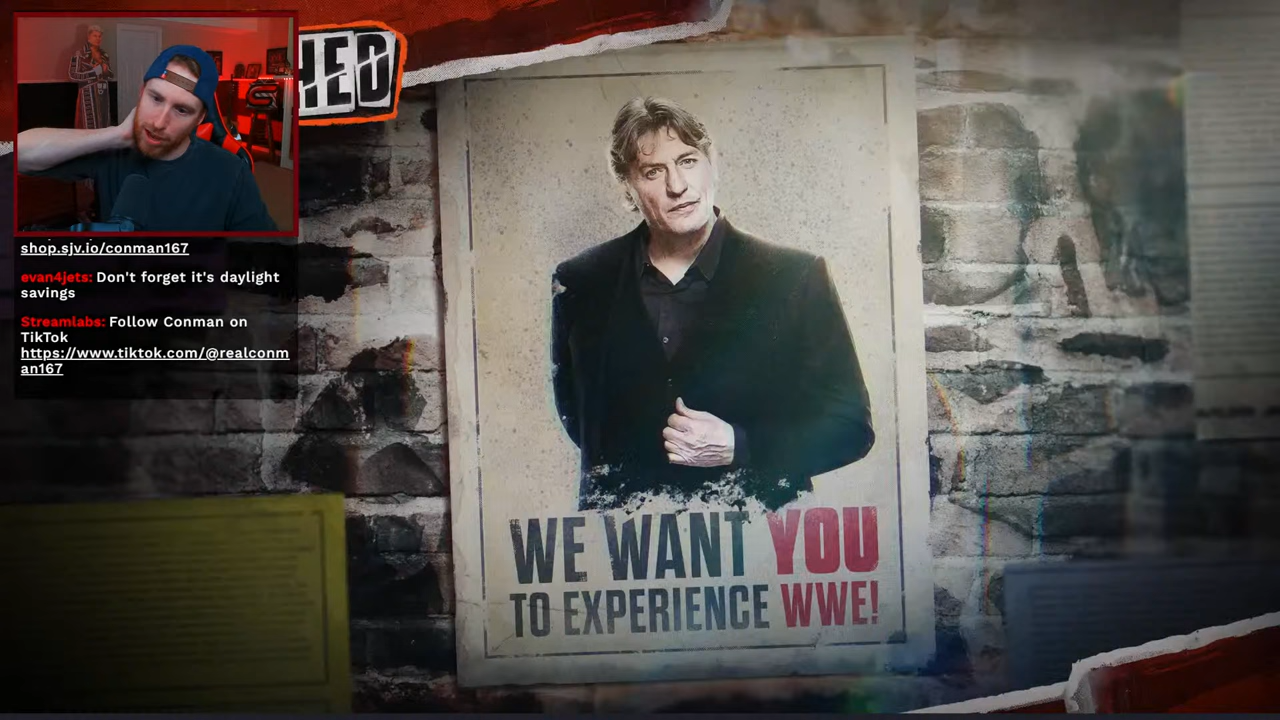 HED
shop.sjv.io/conman167
evan4jets: Don't forget it's daylight
savings
Streamlabs: Follow Conman on
TikTok
https://www.tiktok.com/@realconm
an167
WE WANT YOU
TO EXPERIENCE WWE!